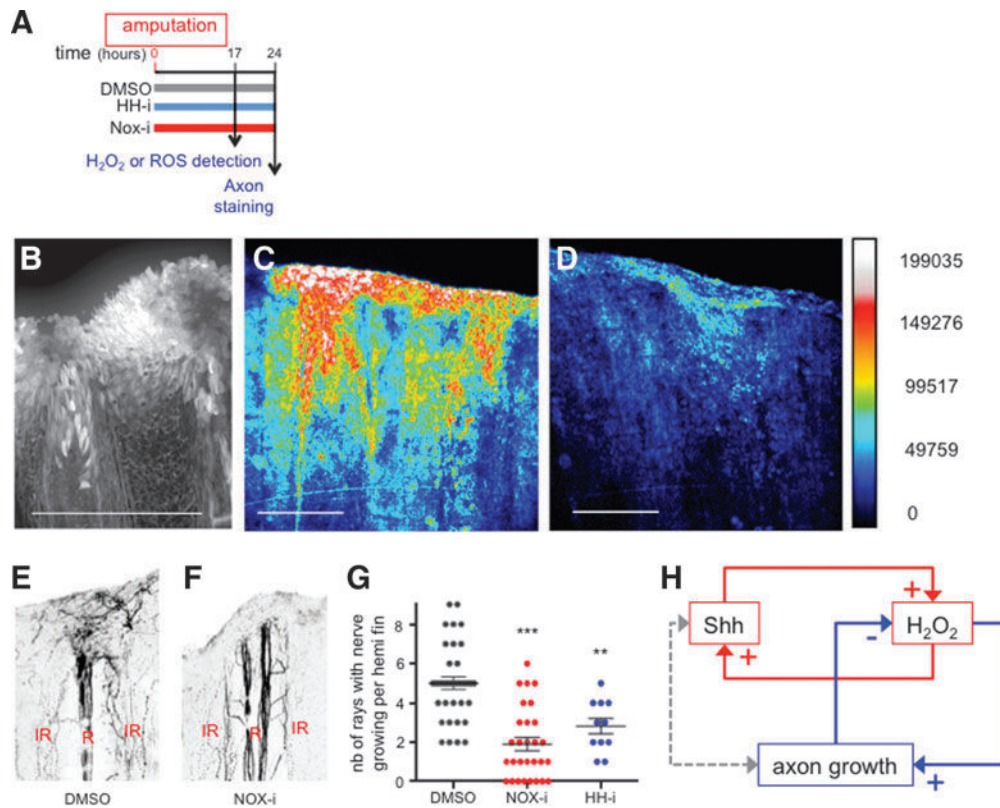 A
amputation
time (hours) 0 17 24
DMSO
HH-i
Nox-i
H₂O₂ or ROS detection
Axon
staining
B
C
D
199035
149276
99517
49759
0
E
F
G
H
IR R IR
DMSO
IR R IR
NOX-i
nb of rays with nerve
growing per hemi fin
8
6
4
2
0
***
**
DMSO NOX-i HH-i
Shh
+
H₂O₂
+
-
axon growth
+